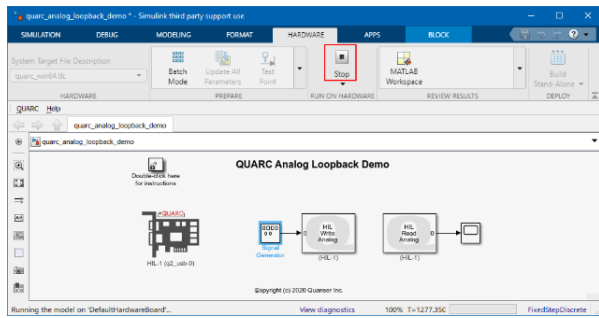 quarc_analog_loopback_demo * - Simulink third party support use
SIMULATION DEBUG MODELING FORMAT HARDWARE APPS BLOCK
System Target File Description
quarc_win64.tlc
Batch Mode
Update All Parameters
Test Point
Stop
MATLAB Workspace
Build Stand-Alone
HARDWARE PREPARE RUN ON HARDWARE REVIEW RESULTS DEPLOY
QUARC Help
quarc_analog_loopback_demo
quarc_analog_loopback_demo
QUARC Analog Loopback Demo
Double-click here
for instructions
QUARC
HIL-1 (q2_usb-0)
Signal
Generator
HIL
Write
Analog
(HIL-1)
HIL
Read
Analog
(HIL-1)
Copyright (c) 2020 Quanser Inc.
Running the model on 'DefaultHardwareBoard'... View diagnostics 100% T=1277.350 FixedStepDiscrete